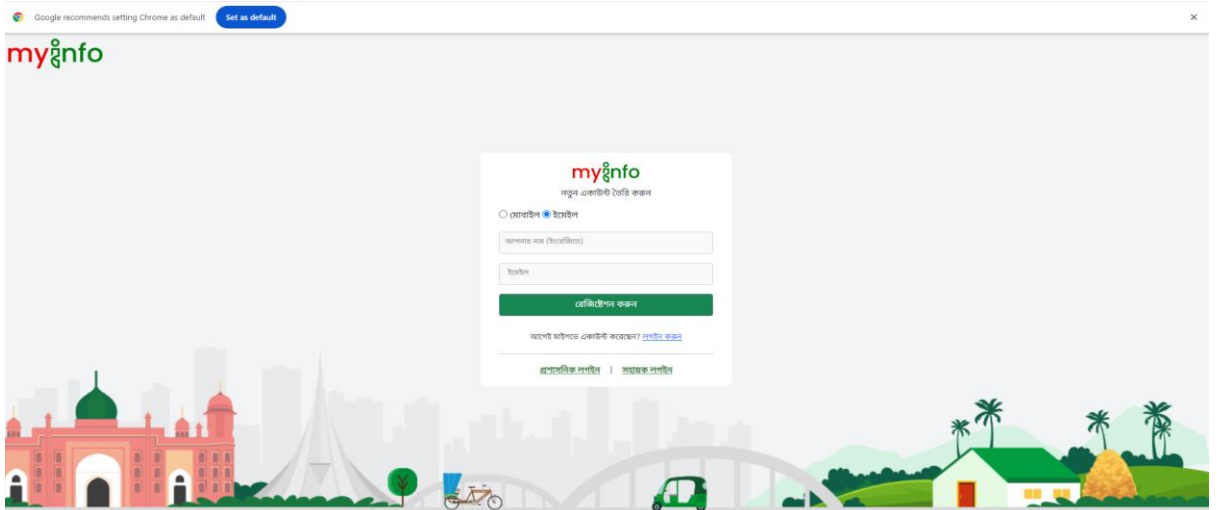 Google recommends setting Chrome as default Set as default
myinfo
myinfo
নতুন একাউন্ট তৈরি করুন
মোবাইল ইমেইল
আপনার নাম (ইংরেজিতে)
ইমেইল
রেজিষ্ট্রেশন করুন
আগেই মাইগভে একাউন্ট করেছেন? লগইন করুন
প্রশাসনিক লগইন | সহায়ক লগইন